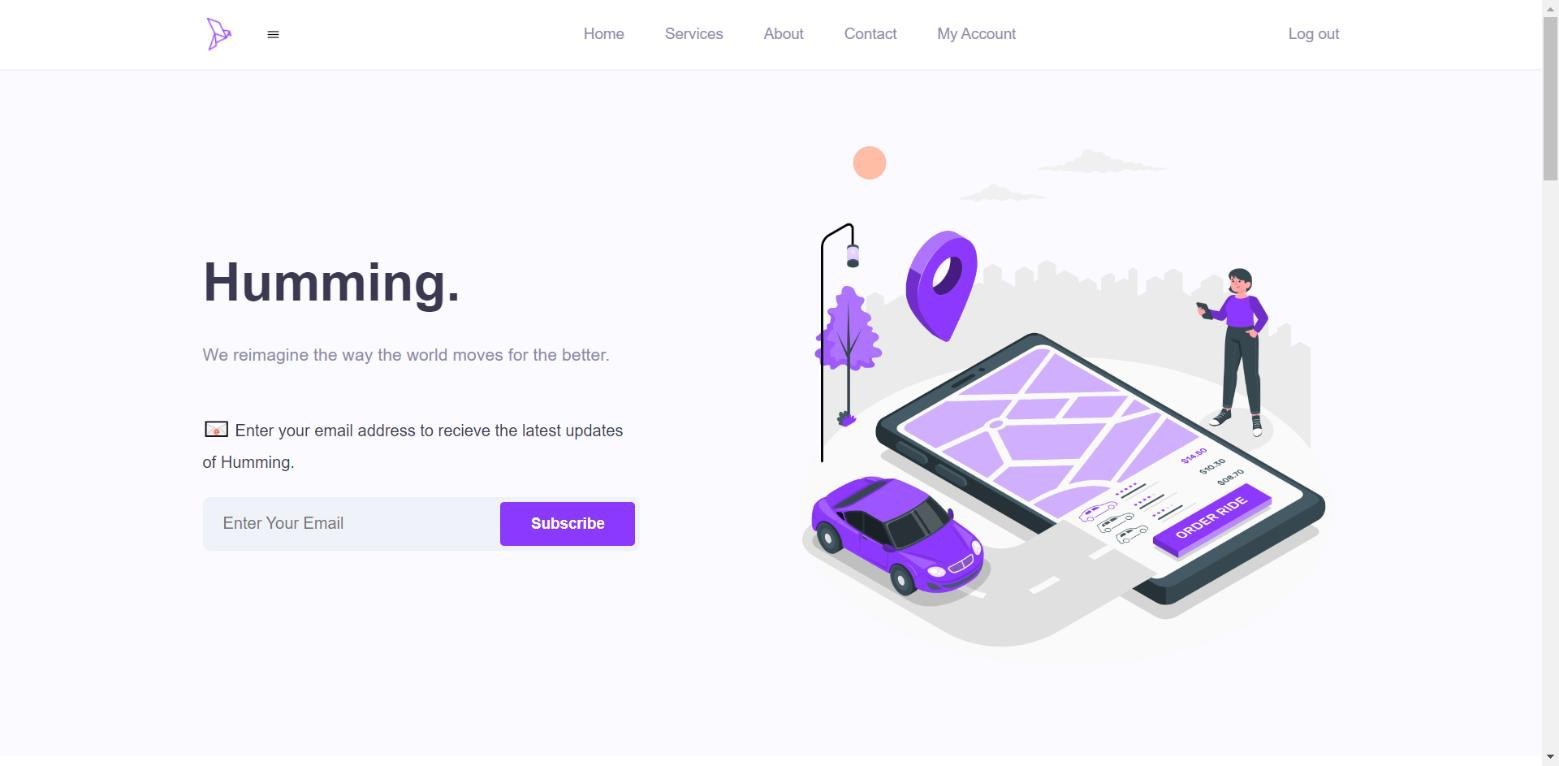 Home Services About Contact My Account Log out
Humming.
We reimagine the way the world moves for the better.
Enter your email address to recieve the latest updates
of Humming.
Enter Your Email Subscribe
$14.50
$10.30
$08.70
ORDER RIDE